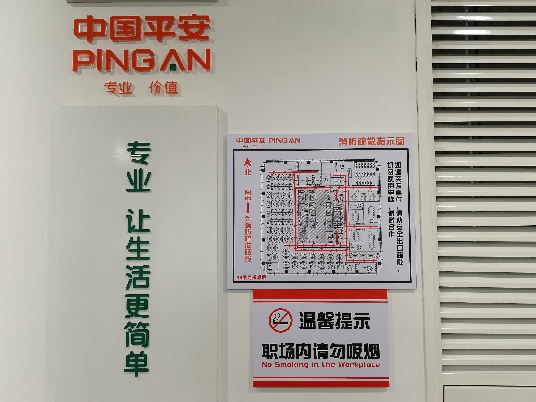 中国平安
PING AN
专业 价值
专业 让生活更简单
中国平安 PING AN
消防疏散指示图
北
温馨提示
职场内请勿吸烟
No Smoking in the Workplace